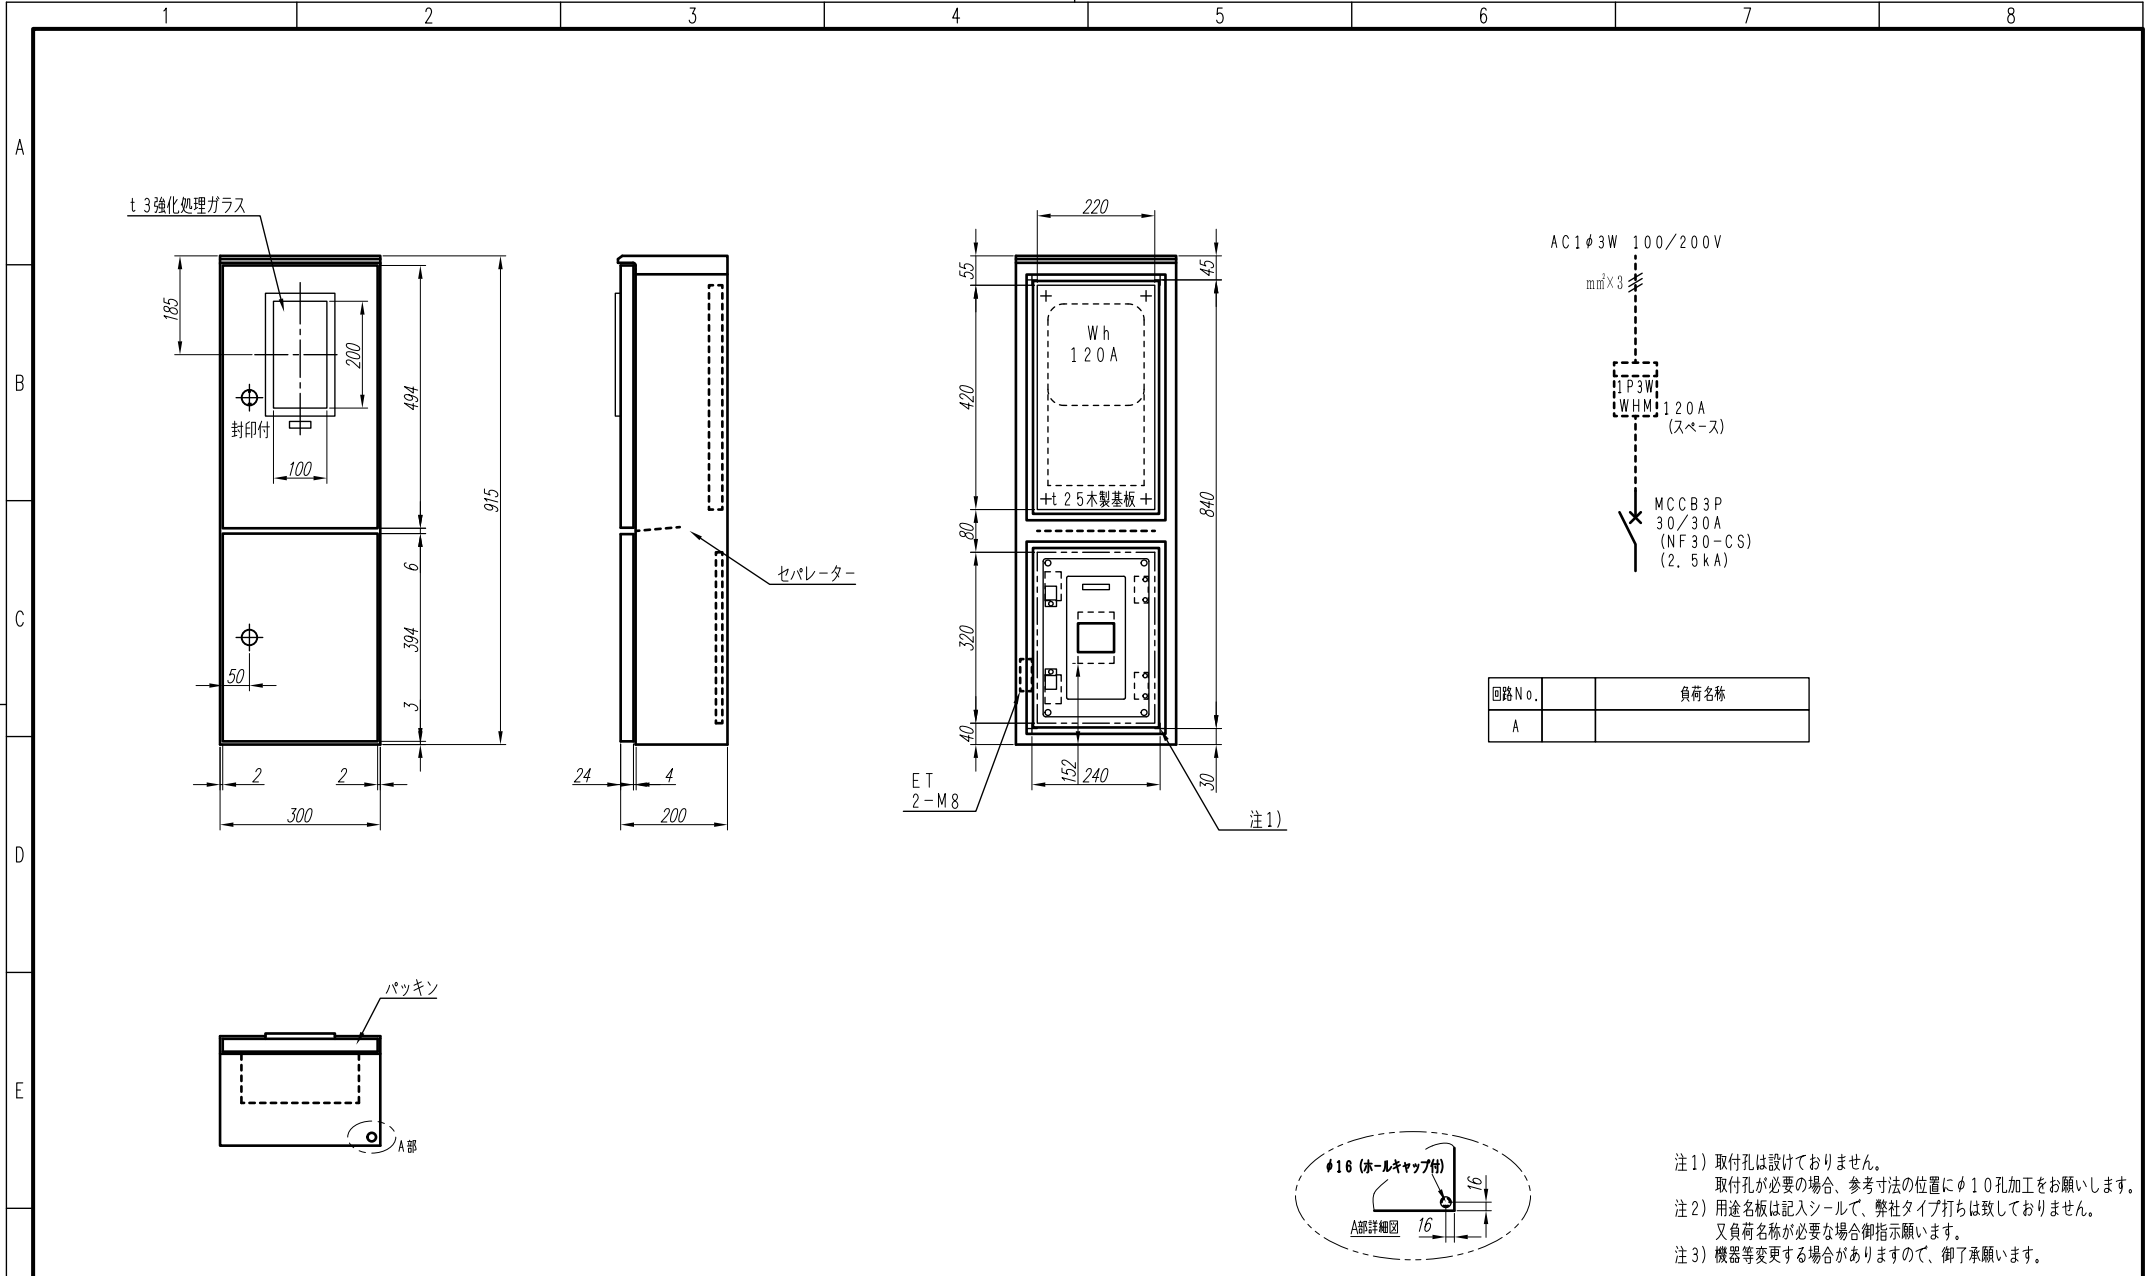 1 2 3 4 5 6 7 8
A
B
C
D
E
t3強化処理ガラス
185
200
494
封印付
100
915
6
394
50
3
2
2
300
セパレーター
24
4
200
220
55
45
Wh
120A
420
t25木製基板
840
80
320
40
152
240
30
ET
2-M8
注1)
AC1φ3W 100/200V
mm²×3
1P3W
WHM
120A
(スペース)
MCCB3P
30/30A
(NF30-CS)
(2.5kA)
回路No. 負荷名称
A
パッキン
A部
φ16(ホールキャップ付)
16
A部詳細図
16
注1) 取付孔は設けておりません。
取付孔が必要の場合、参考寸法の位置にφ10孔加工をお願いします。
注2) 用途名板は記入シールで、弊社タイプ打ちは致しておりません。
又負荷名称が必要な場合御指示願います。
注3) 機器等変更する場合がありますので、御了承願います。